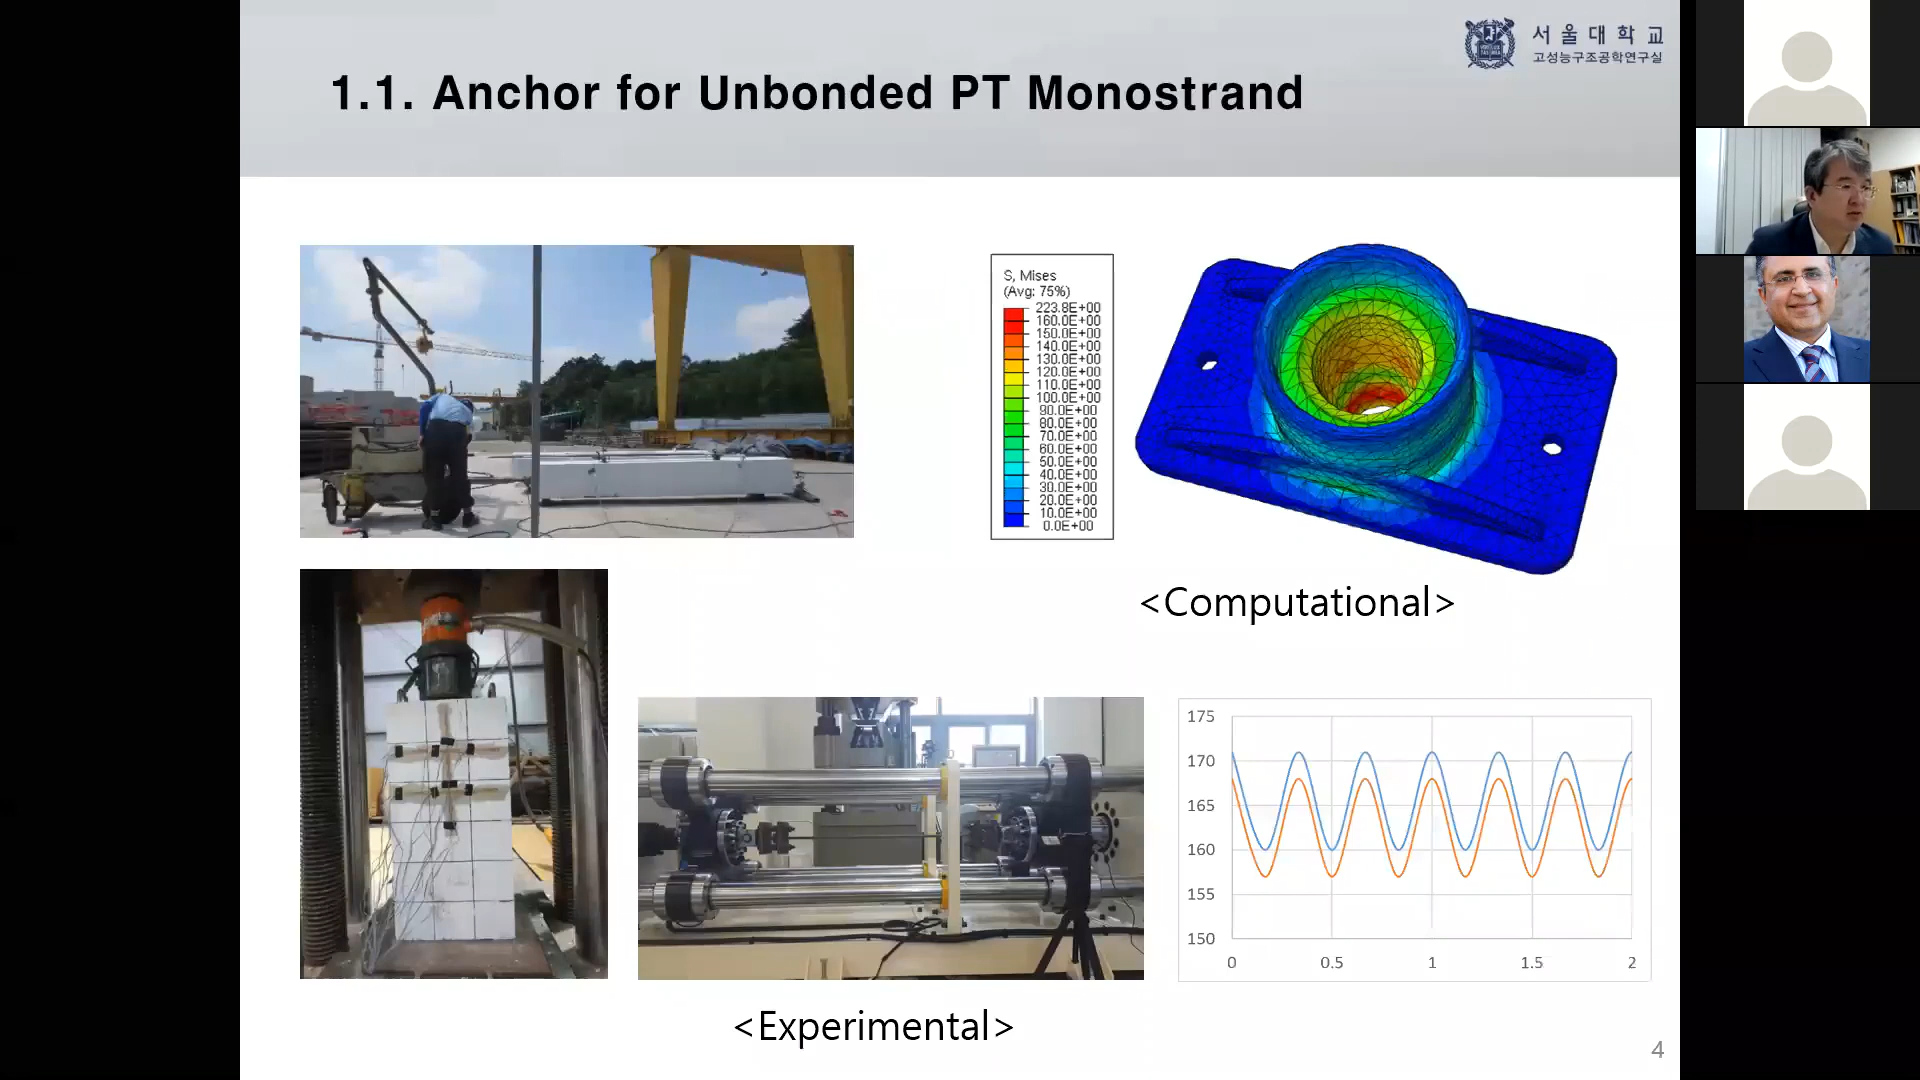 1.1. Anchor for Unbonded PT Monostrand
서울대학교
고성능구조공학연구실
S, Mises
(Avg: 75%)
223.8E+00
160.0E+00
150.0E+00
140.0E+00
130.0E+00
120.0E+00
110.0E+00
100.0E+00
90.0E+00
80.0E+00
70.0E+00
60.0E+00
50.0E+00
40.0E+00
30.0E+00
20.0E+00
10.0E+00
0.0E+00
<Computational>
175
170
165
160
155
150
0 0.5 1 1.5 2
<Experimental>
4